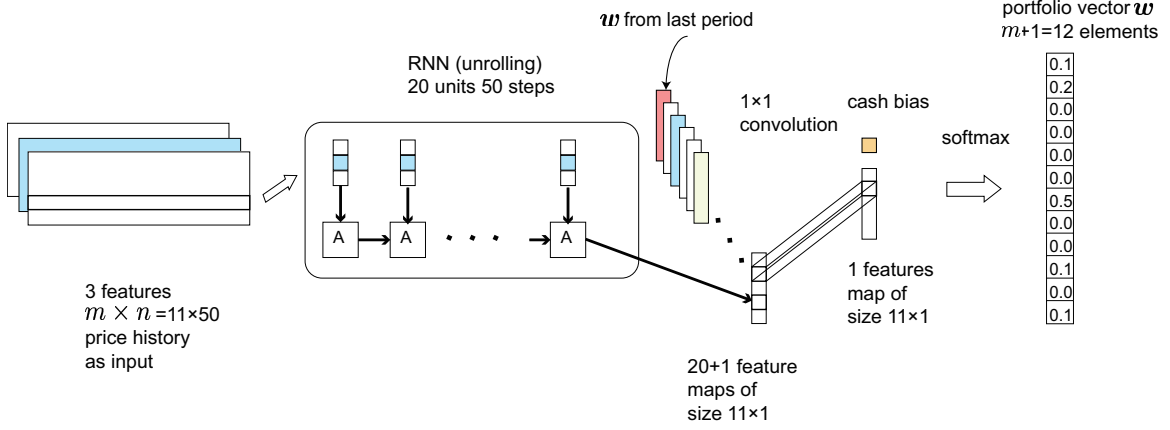 portfolio vector w
m+1=12 elements
w from last period
RNN (unrolling)
20 units 50 steps
1×1
convolution
cash bias
softmax
3 features
m × n =11×50
price history
as input
A
A
. . .
A
20+1 feature
maps of
size 11×1
1 features
map of
size 11×1
0.1
0.2
0.0
0.0
0.0
0.0
0.5
0.0
0.0
0.1
0.0
0.1